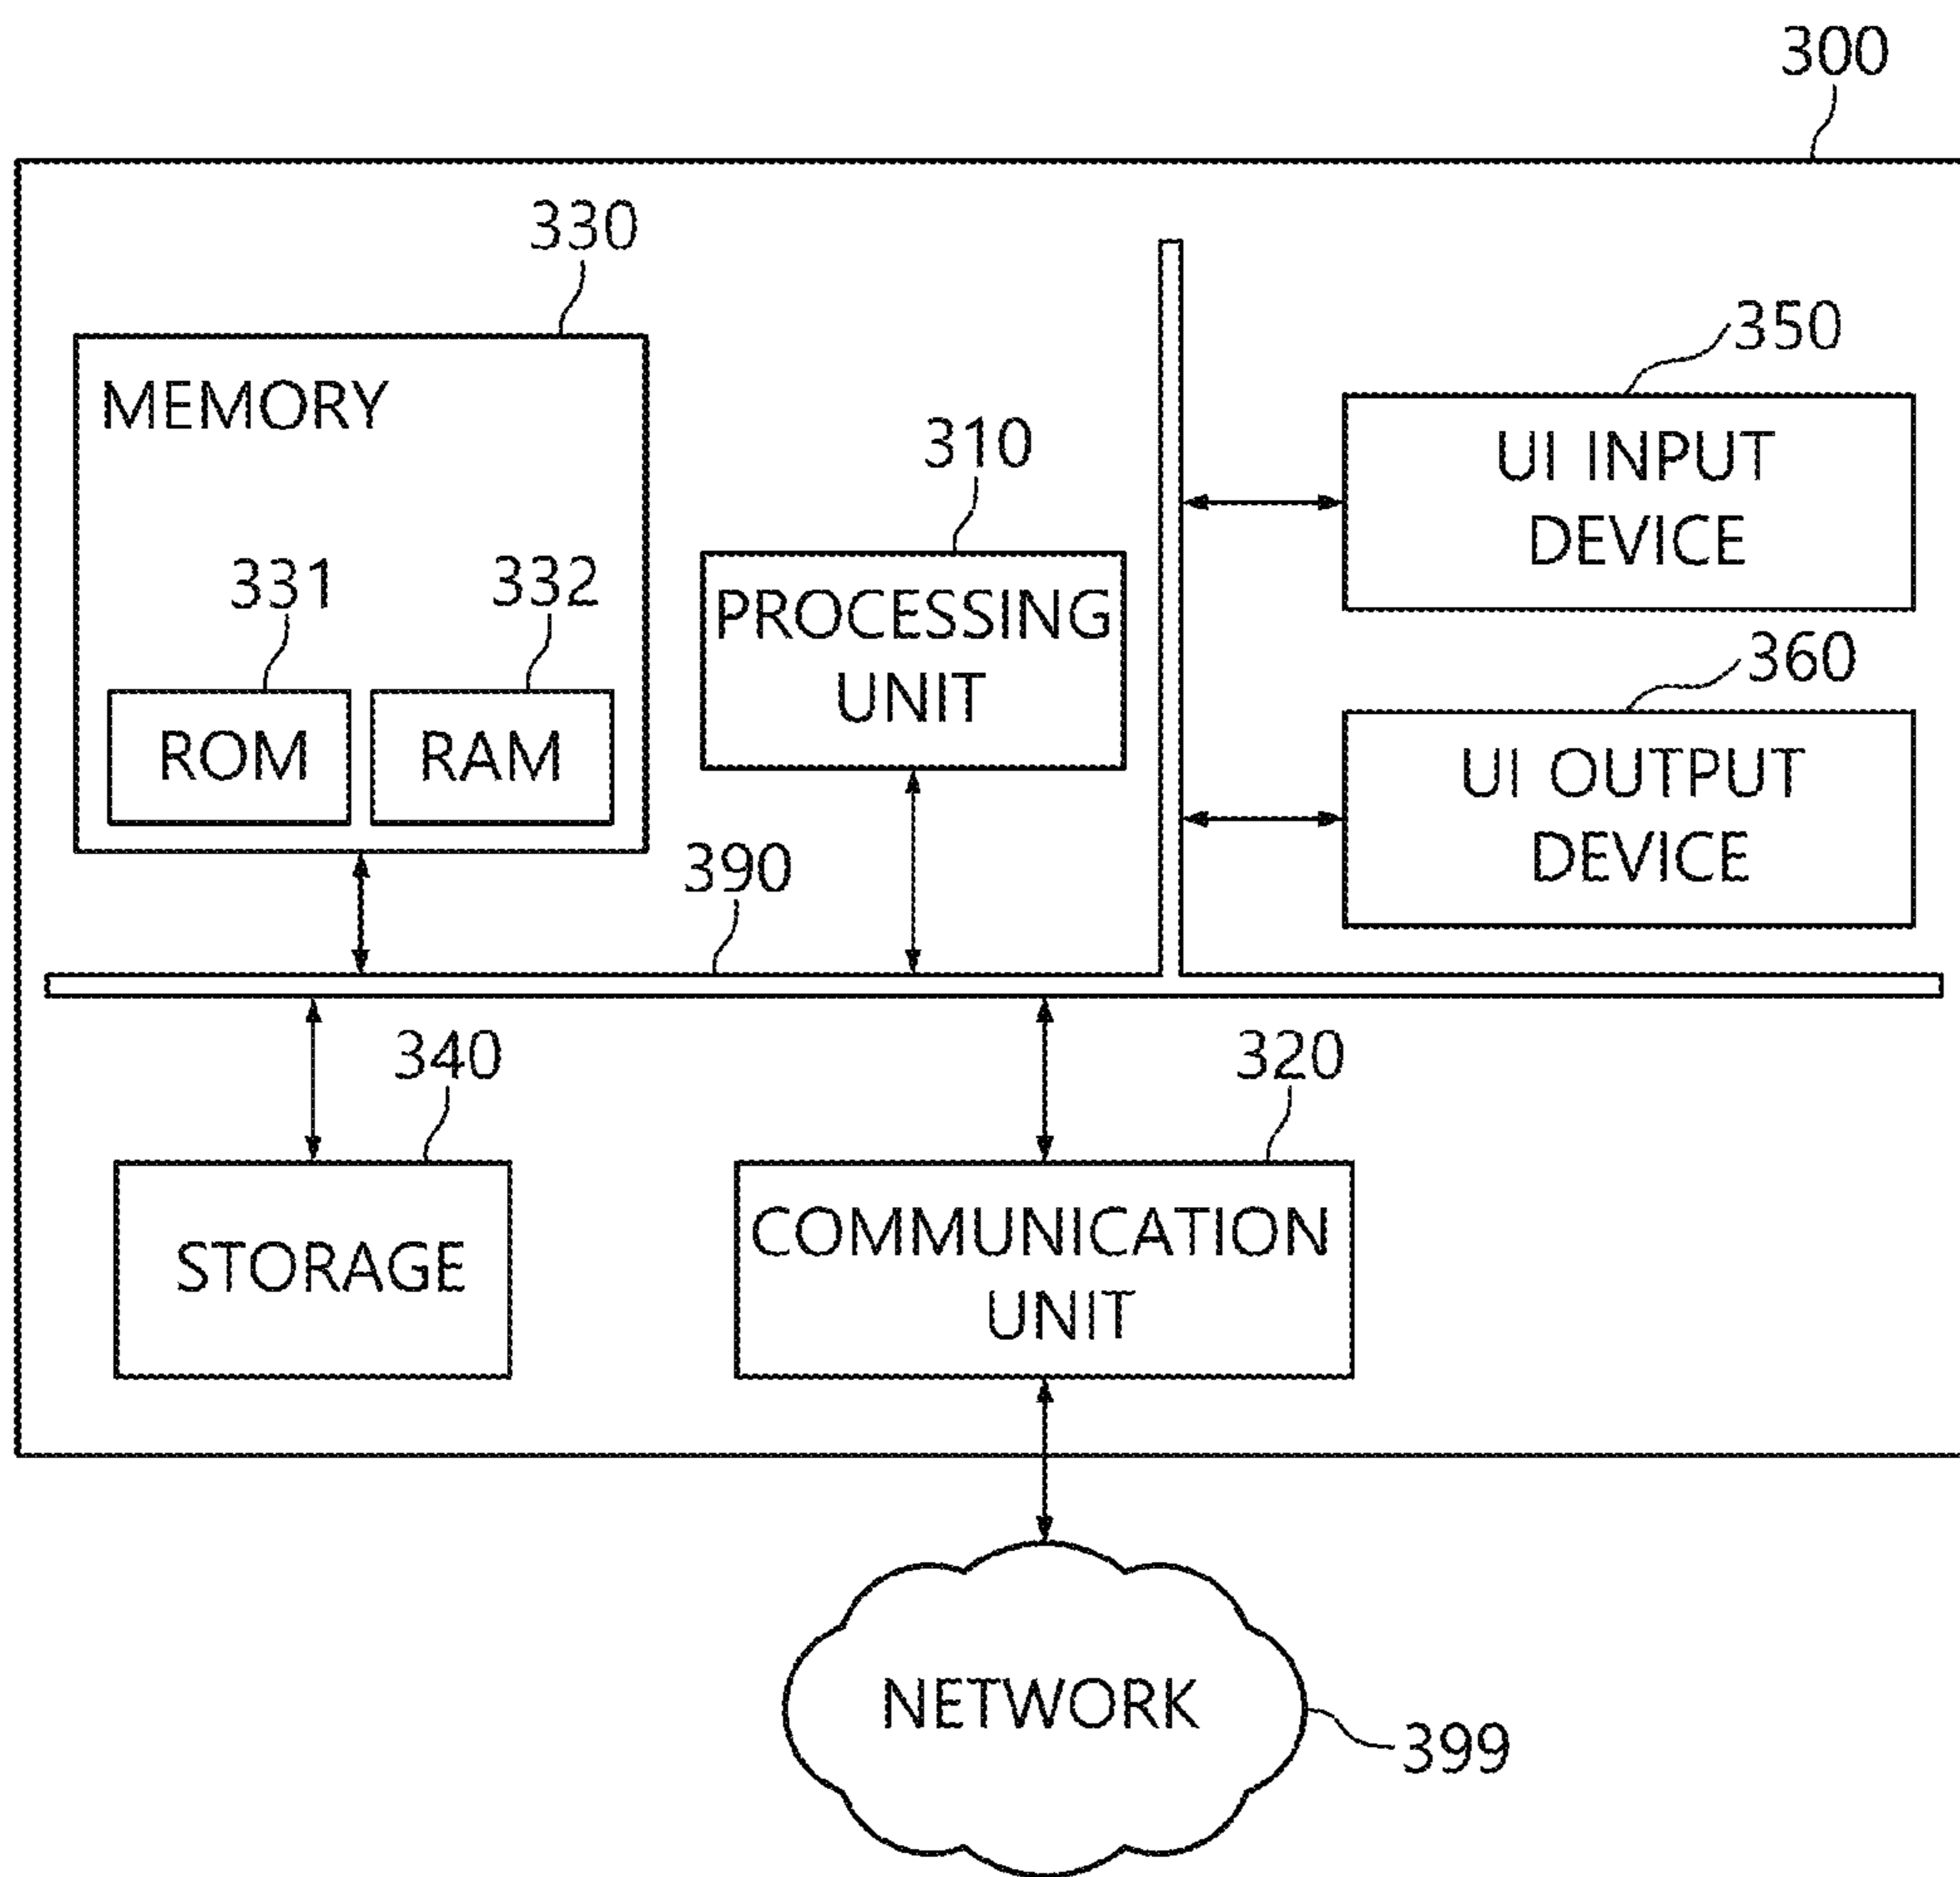 300
330
MEMORY
350
310
UI INPUT
DEVICE
331
332
PROCESSING
UNIT
360
ROM
RAM
UI OUTPUT
DEVICE
390
340
320
STORAGE
COMMUNICATION
UNIT
NETWORK
399